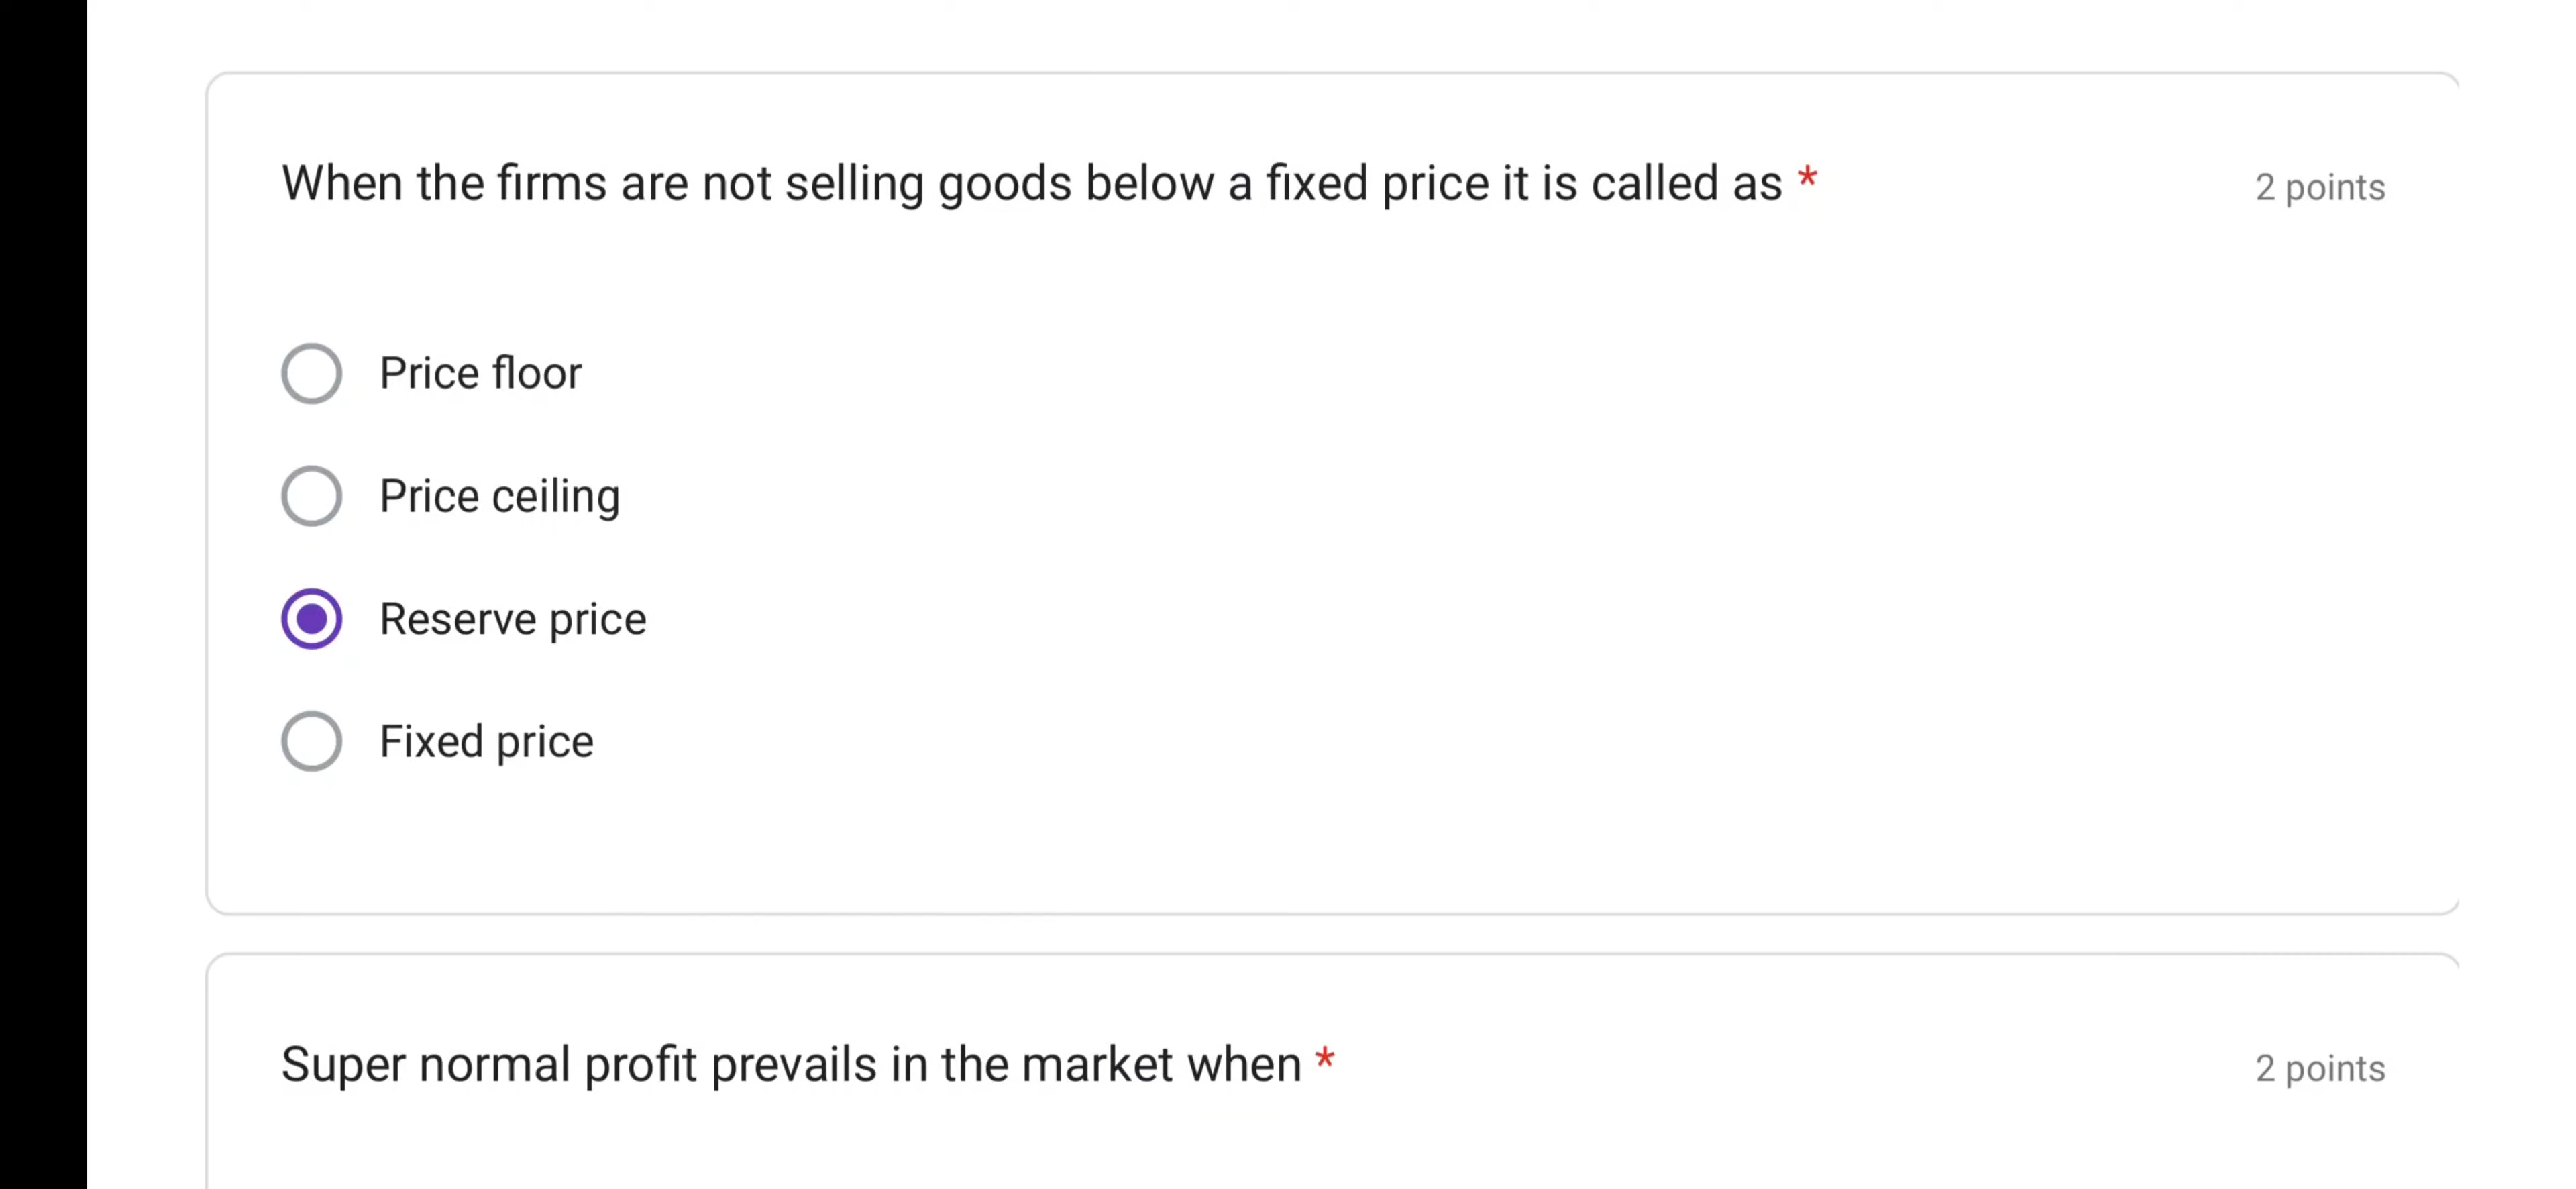 When the firms are not selling goods below a fixed price it is called as *
2 points
Price floor
Price ceiling
Reserve price
Fixed price
Super normal profit prevails in the market when *
2 points